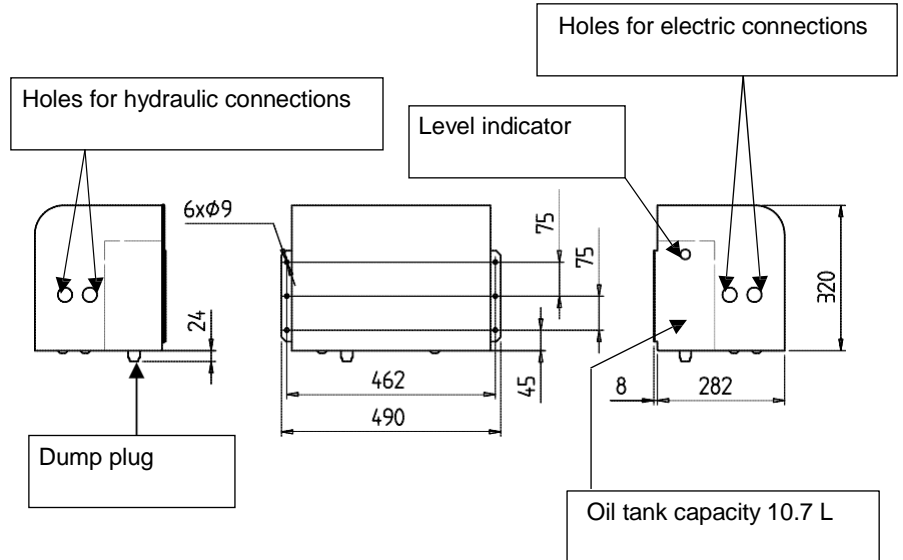 Holes for electric connections
Holes for hydraulic connections
Level indicator
6xϕ9
75
75
320
24
45
462
490
8
282
Dump plug
Oil tank capacity 10.7 L